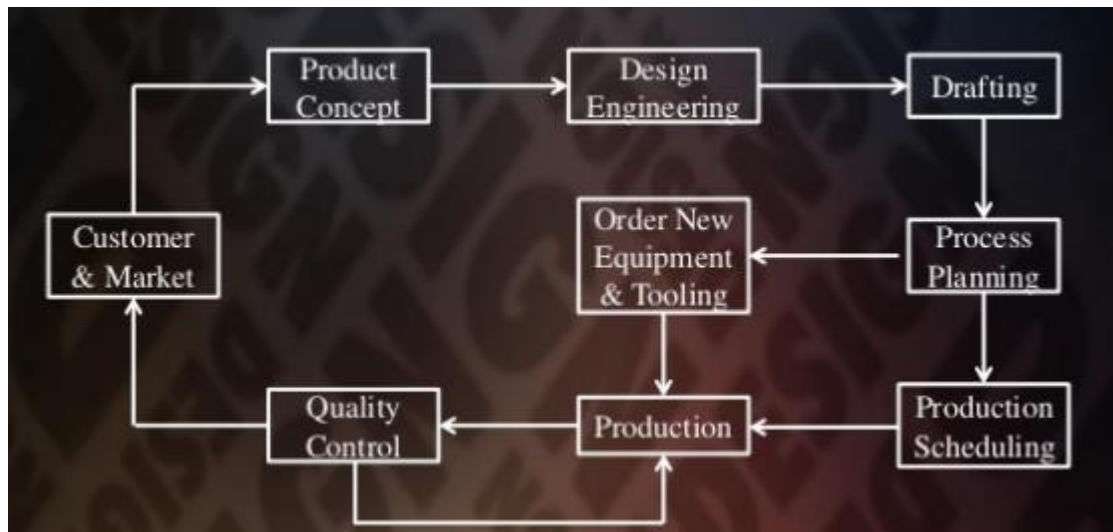 Product
Concept
Design
Engineering
Drafting
Customer
& Market
Order New
Equipment
& Tooling
Process
Planning
Quality
Control
Production
Production
Scheduling